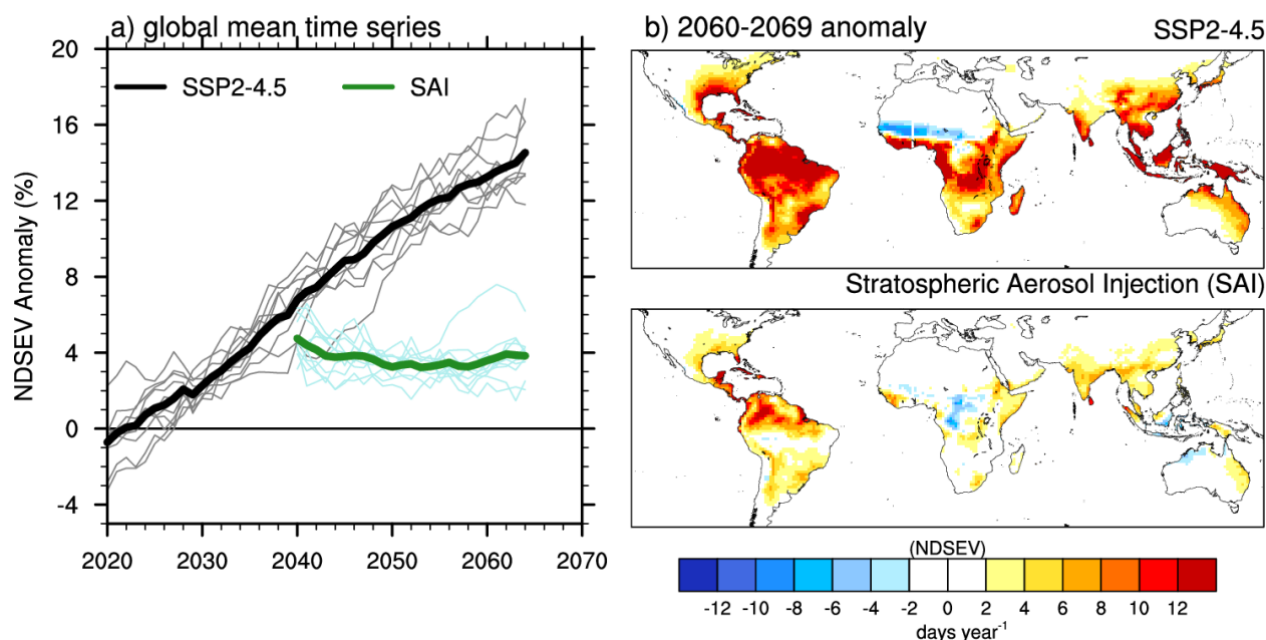 a) global mean time series
20
16
12
8
4
0
-4
NDSEV Anomaly (%)
SSP2-4.5 SAI
2020 2030 2040 2050 2060 2070
b) 2060-2069 anomaly SSP2-4.5
Stratospheric Aerosol Injection (SAI)
(NDSEV)
-12 -10 -8 -6 -4 -2 0 2 4 6 8 10 12
days year⁻¹